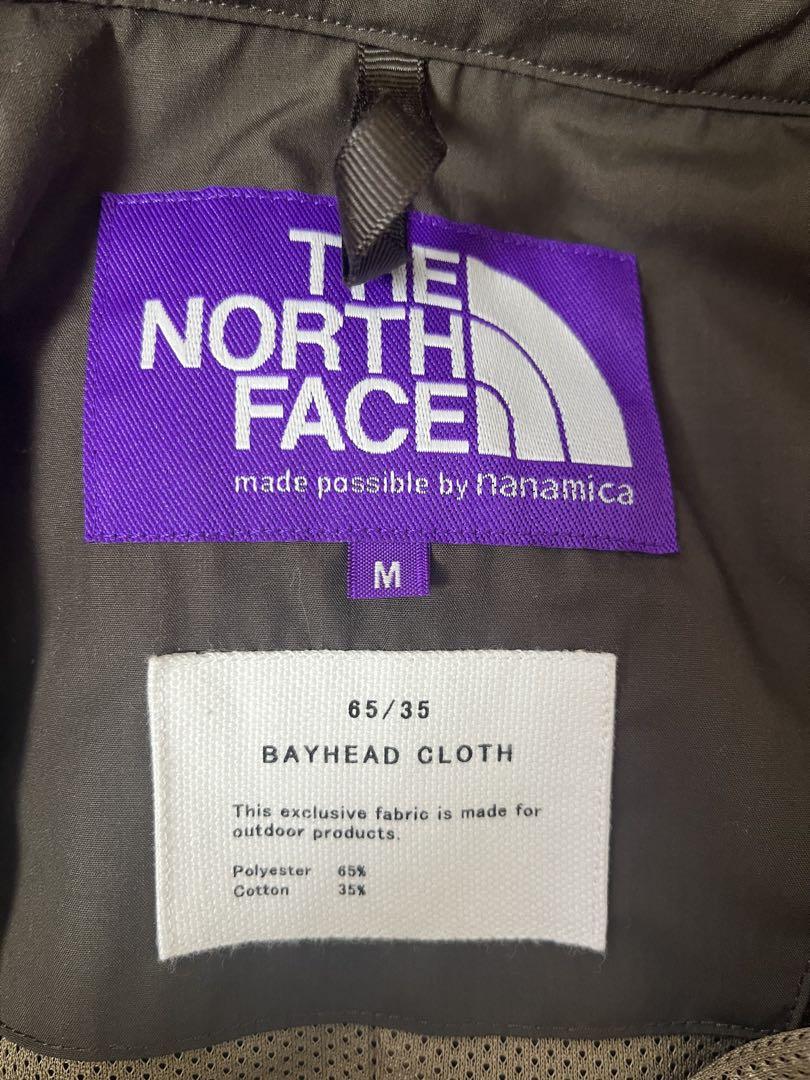 THE
NORTH
FACE
made possible by nanamica
M
65/35
BAYHEAD CLOTH
This exclusive fabric is made for
outdoor products.
Polyester 65%
Cotton 35%